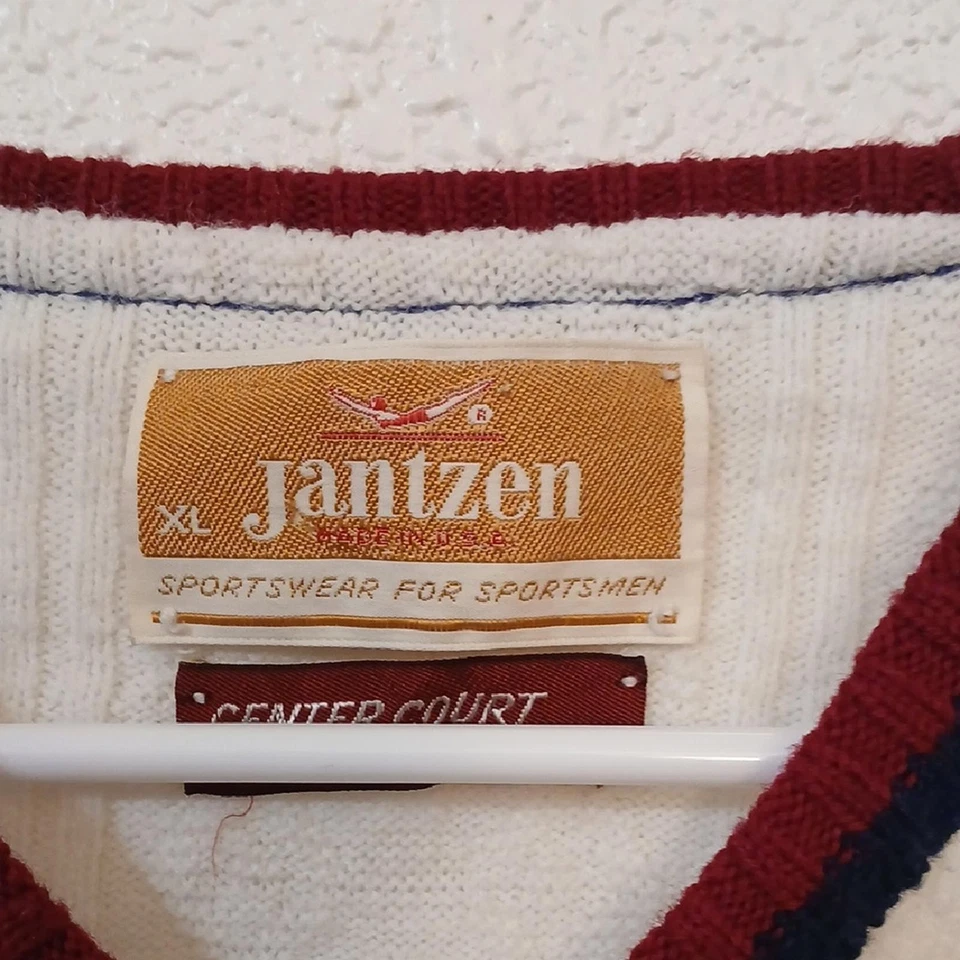 ®
Jantzen
XL
MADE IN U.S.A.
SPORTSWEAR FOR SPORTSMEN
CENTER COURT